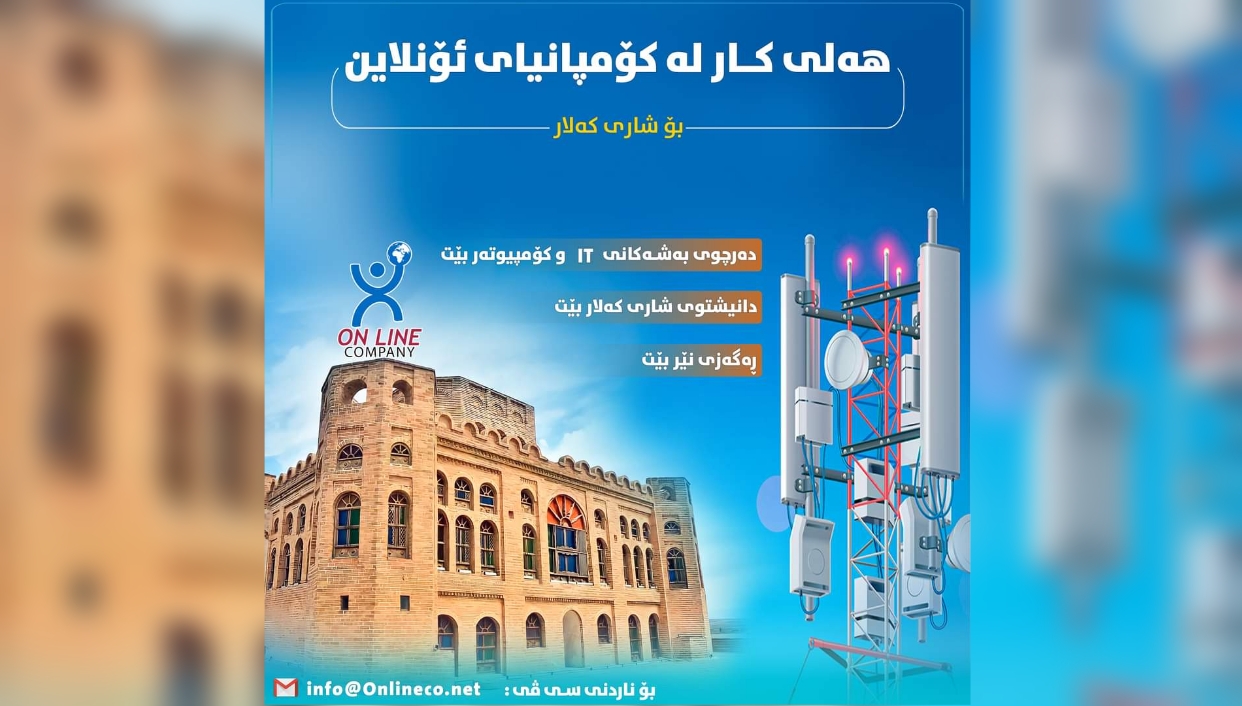 هەلی کار لە کۆمپانیای ئۆنلاین
بۆ شاری کەلار
دەرچوی بەشەکانی IT و کۆمپیوتەر بێت
دانیشتوی شاری کەلار بێت
ڕەگەزی نێر بێت
ON LINE
COMPANY
بۆ ناردنی سی ڤی : info@Onlineco.net